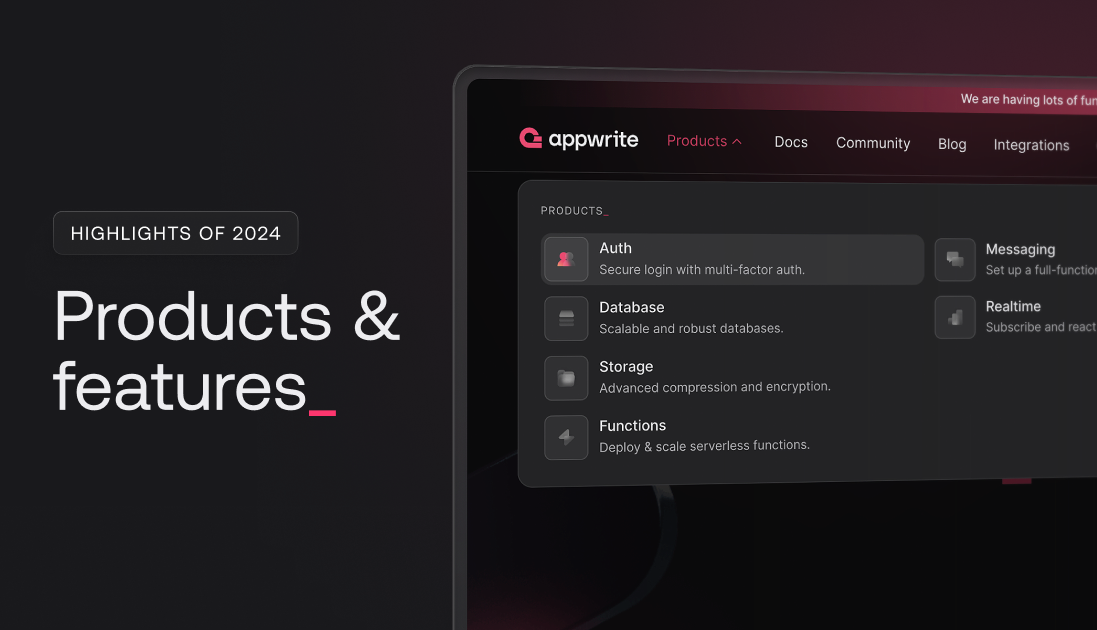 HIGHLIGHTS OF 2024
Products &
features_
We are having lots of fun
appwrite Products Docs Community Blog Integrations
PRODUCTS_
Auth
Secure login with multi-factor auth.
Database
Scalable and robust databases.
Storage
Advanced compression and encryption.
Functions
Deploy & scale serverless functions.
Messaging
Set up a full-function
Realtime
Subscribe and react